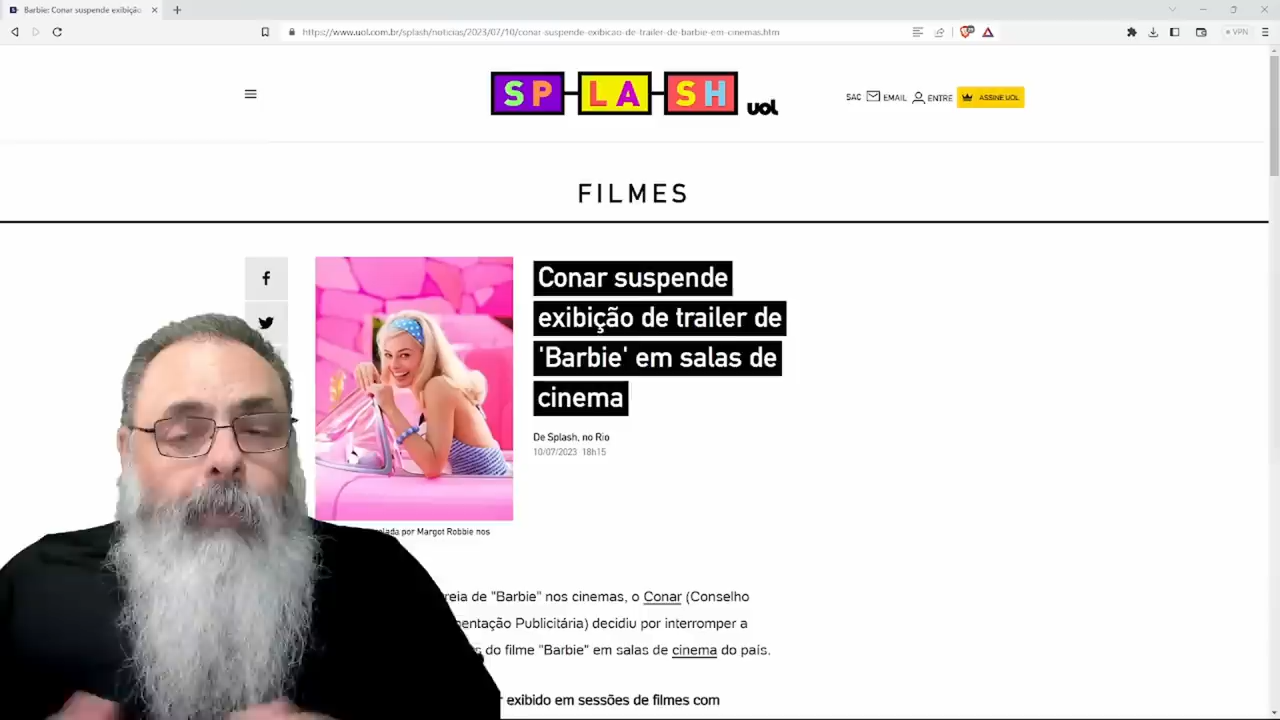 Barbie: Conar suspende exibição
https://www.uol.com.br/splash/noticias/2023/07/10/conar-suspende-exibicao-de-trailer-de-barbie-em-cinemas.htm
VPN
SPLASH
uol
SAC EMAIL ENTRE ASSINE UOL
FILMES
Conar suspende
exibição de trailer de
'Barbie' em salas de
cinema
De Splash, no Rio
10/07/2023 18h15
por Margot Robbie nos
de "Barbie" nos cinemas, o Conar (Conselho
Publicitária) decidiu por interromper a
do filme "Barbie" em salas de cinema do país.
exibido em sessões de filmes com